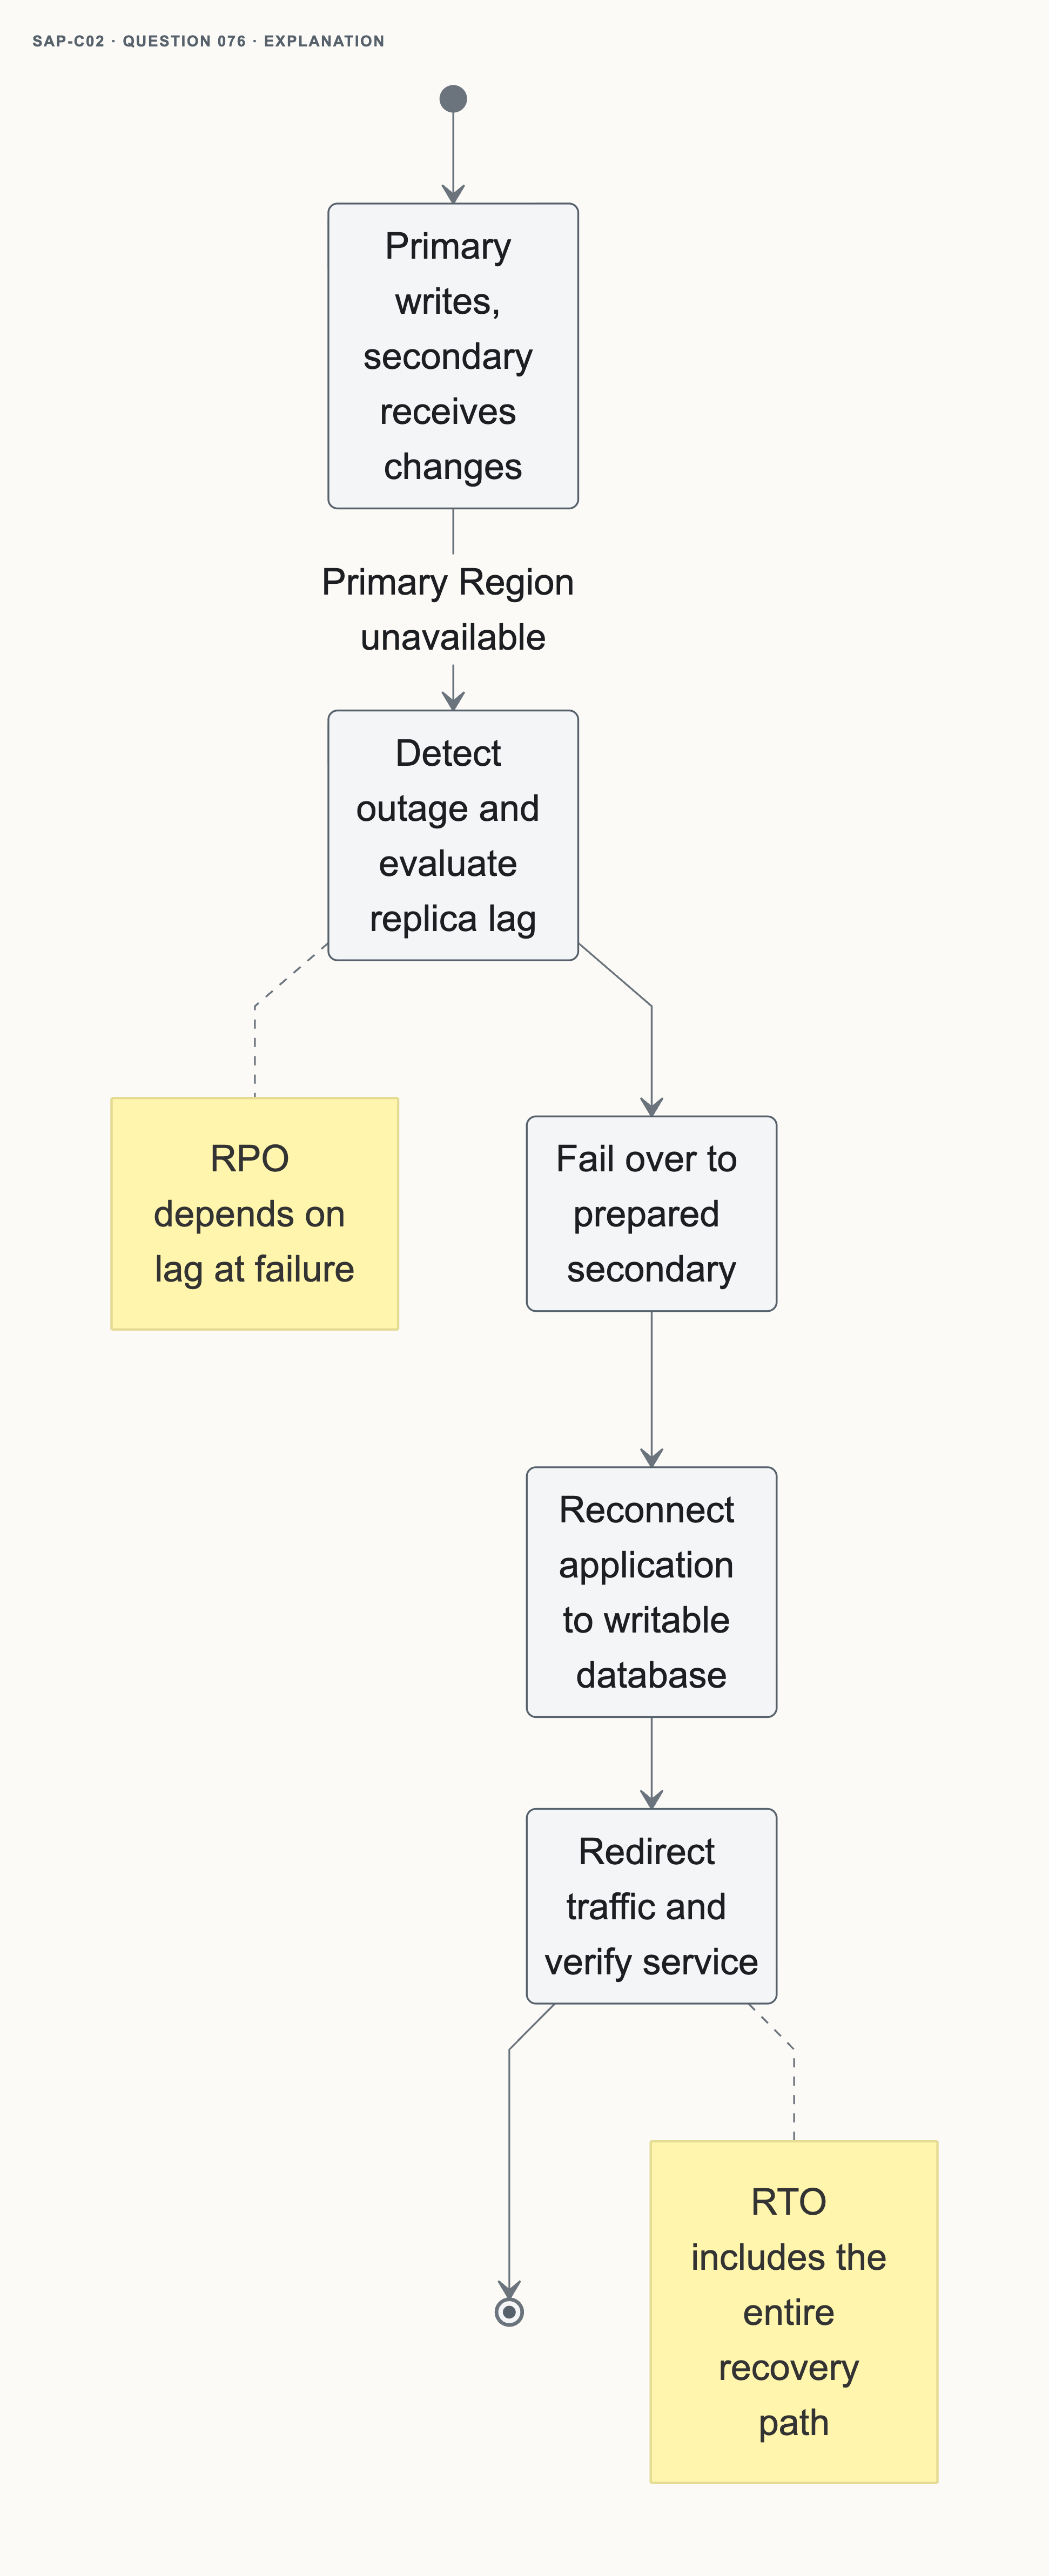 SAP-C02 · QUESTION 076 · EXPLANATION
Primary
writes,
secondary
receives
changes
Primary Region
unavailable
Detect
outage and
evaluate
replica lag
RPO
depends on
lag at failure
Fail over to
prepared
secondary
Reconnect
application
to writable
database
Redirect
traffic and
verify service
RTO
includes the
entire
recovery
path